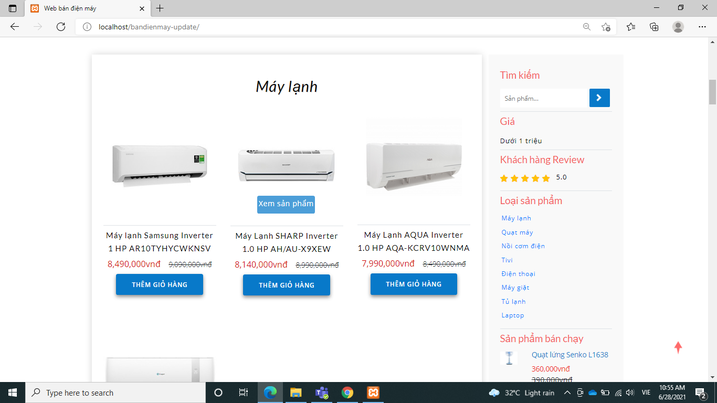 Web bán điện máy
localhost/bandienmay-update/
Máy lạnh
Xem sản phẩm
Máy lạnh Samsung Inverter
1 HP AR10TYHYCWKNSV
8,490,000vnđ 9,090,000vnđ
THÊM GIỎ HÀNG
Máy Lạnh SHARP Inverter
1.0 HP AH/AU-X9XEW
8,140,000vnđ 8,990,000vnđ
THÊM GIỎ HÀNG
Máy Lạnh AQUA Inverter
1.0 HP AQA-KCRV10WNMA
7,990,000vnđ 8,490,000vnđ
THÊM GIỎ HÀNG
Tìm kiếm
Sản phẩm...
Giá
Dưới 1 triệu
Khách hàng Review
5.0
Loại sản phẩm
Máy lạnh
Quạt máy
Nồi cơm điện
Tivi
Điện thoại
Máy giặt
Tủ lạnh
Laptop
Sản phẩm bán chạy
Quạt lửng Senko L1638
360.000vnđ
390.000vnđ
Type here to search
32°C Light rain
VIE
10:55 AM
6/28/2021
2